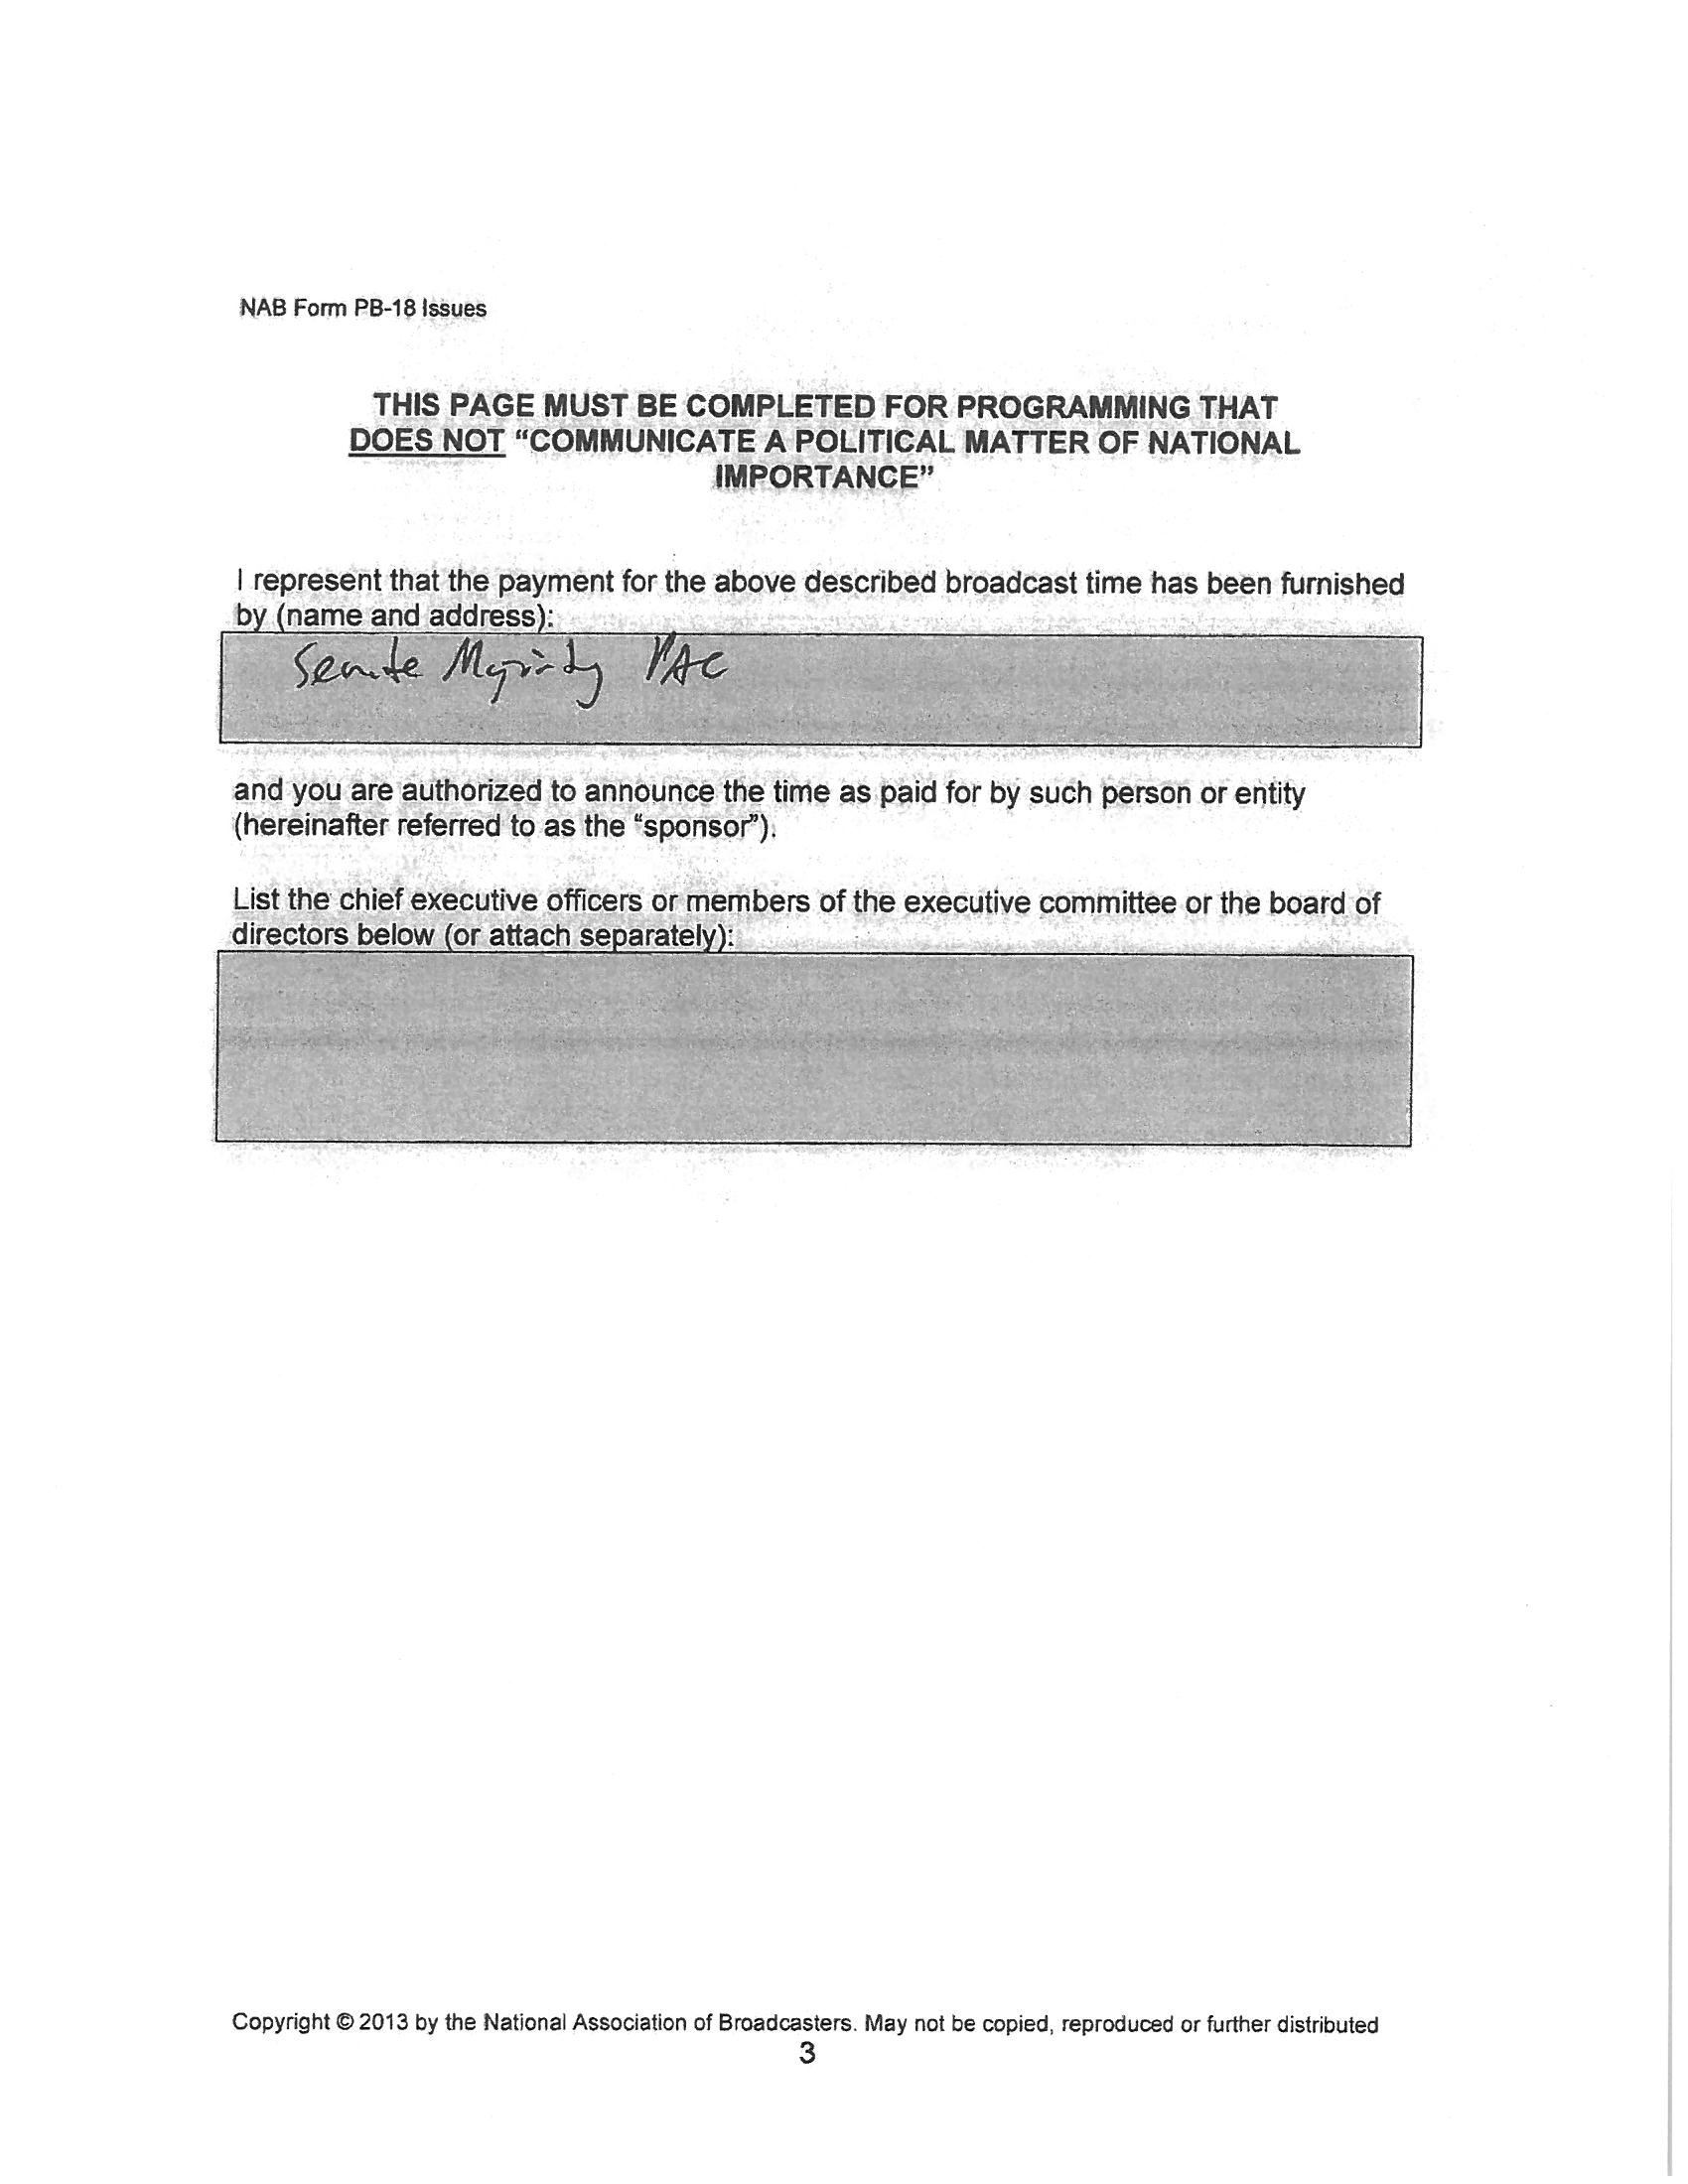 NAB Form PB-18 Issues
THIS PAGE MUST BE COMPLETED FOR PROGRAMMING THAT
DOES NOT “COMMUNICATE A POLITICAL MATTER OF NATIONAL
IMPORTANCE”
I represent that the payment for the above described broadcast time has been furnished
by (name and address):
Senate Majority PAC
and you are authorized to announce the time as paid for by such person or entity
(hereinafter referred to as the “sponsor”).
List the chief executive officers or members of the executive committee or the board of
directors below (or attach separately):
Copyright © 2013 by the National Association of Broadcasters. May not be copied, reproduced or further distributed
3